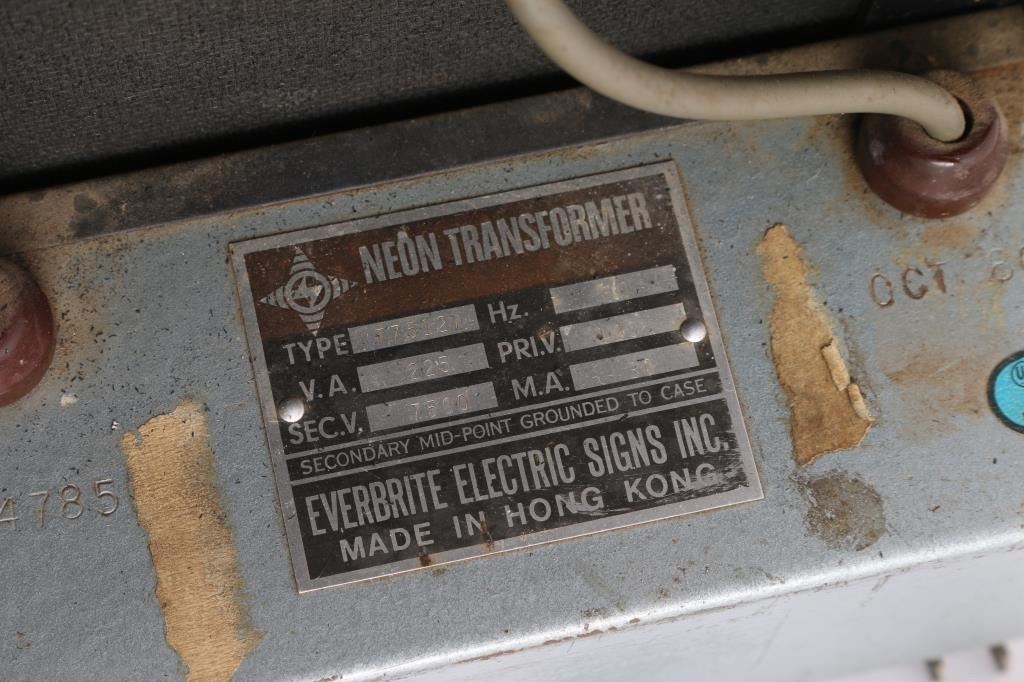 NEON TRANSFORMER
TYPE Hz.
V.A. 225 PRI.V.
SEC.V. 7500 M.A. 30
SECONDARY MID-POINT GROUNDED TO CASE
EVERBRITE ELECTRIC SIGNS INC.
MADE IN HONG KONG
4785
OCT